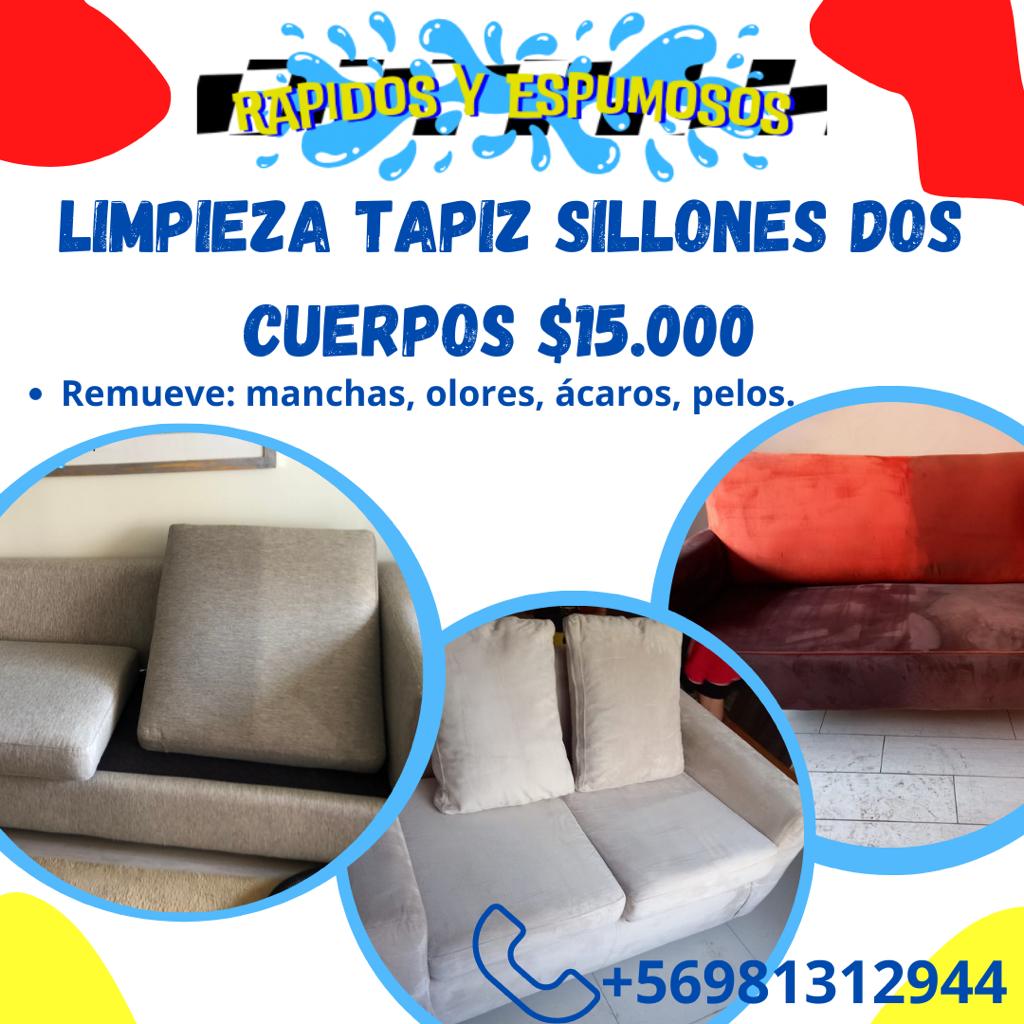 RAPIDOS Y ESPUMOSOS
LIMPIEZA TAPIZ SILLONES DOS
CUERPOS $15.000
• Remueve: manchas, olores, ácaros, pelos.
+56981312944